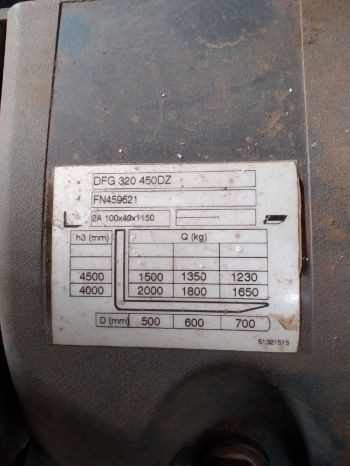 DFG 320 450DZ
FN459621
2A 100x40x1150 -------------
h3 (mm) Q (kg)
4500 1500 1350 1230
4000 2000 1800 1650
D (mm) 500 600 700
51321515